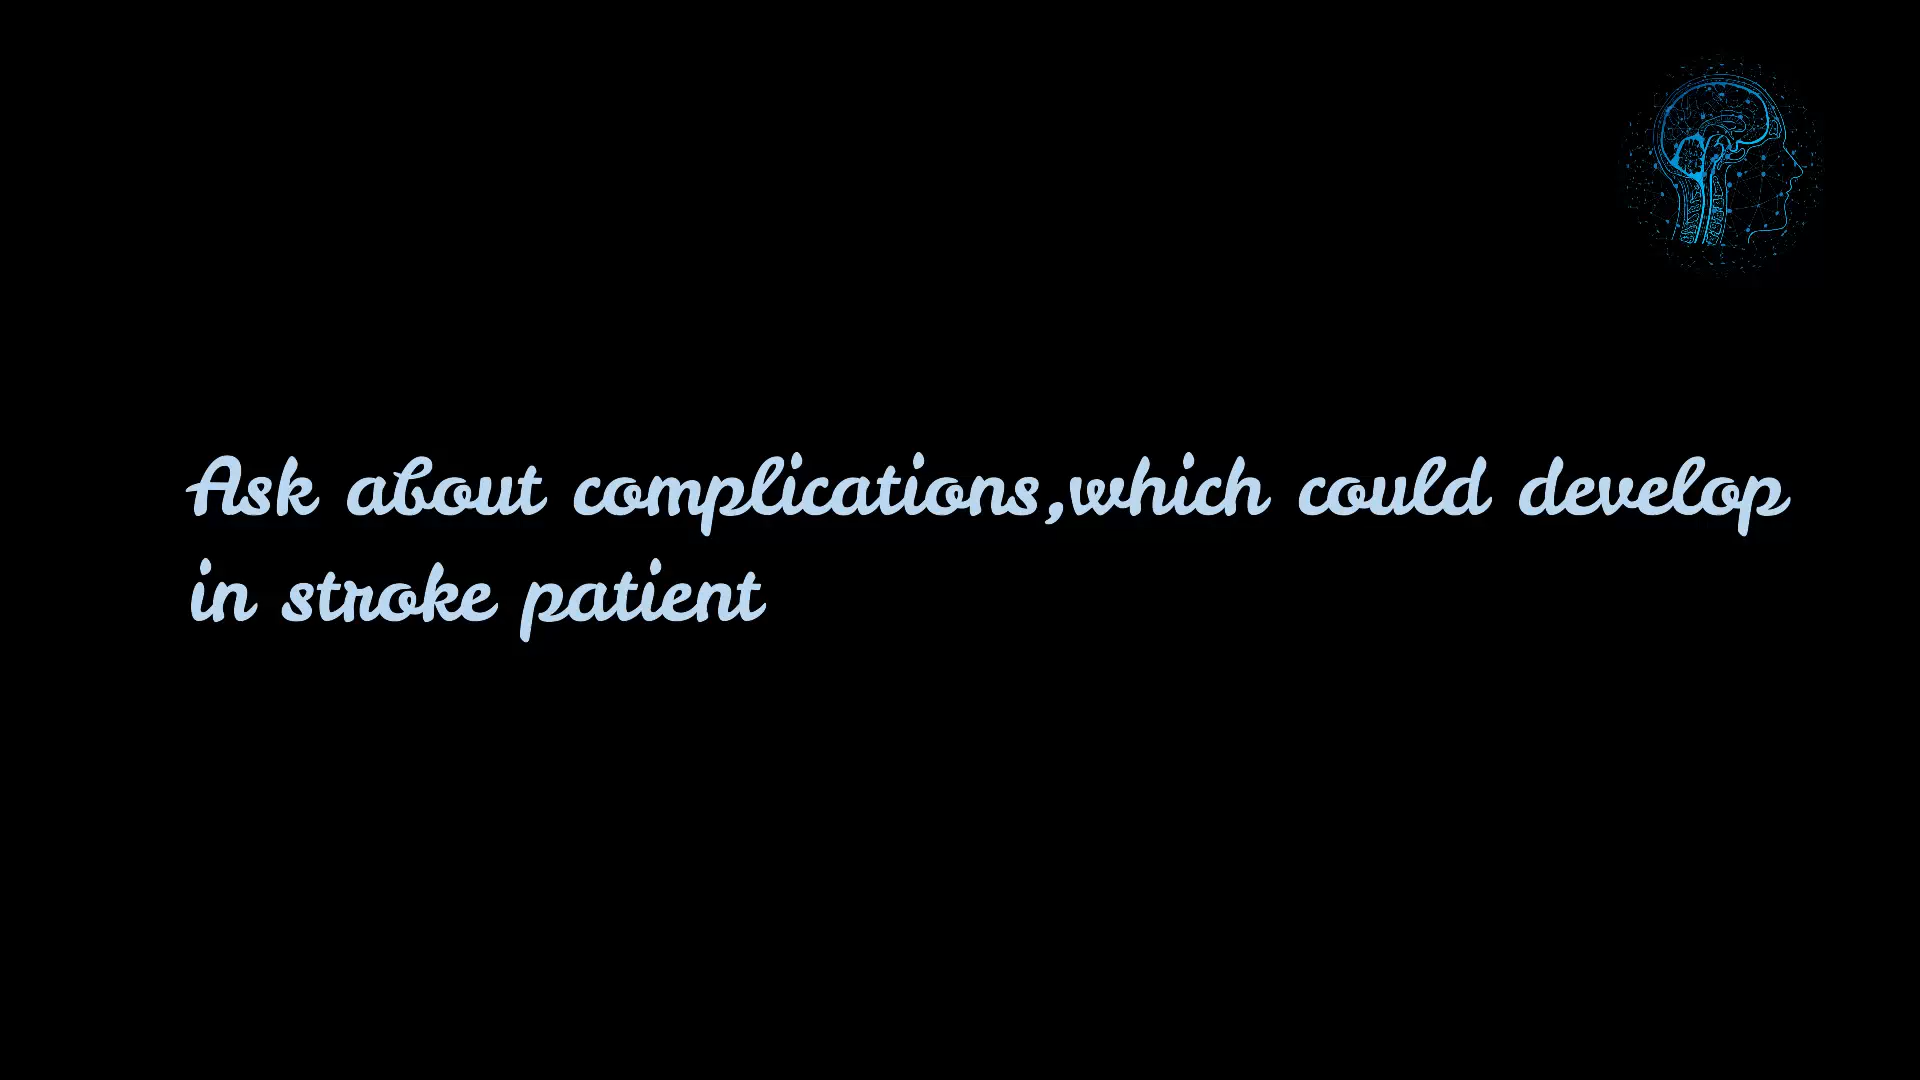 Ask about complications,which could develop
in stroke patient